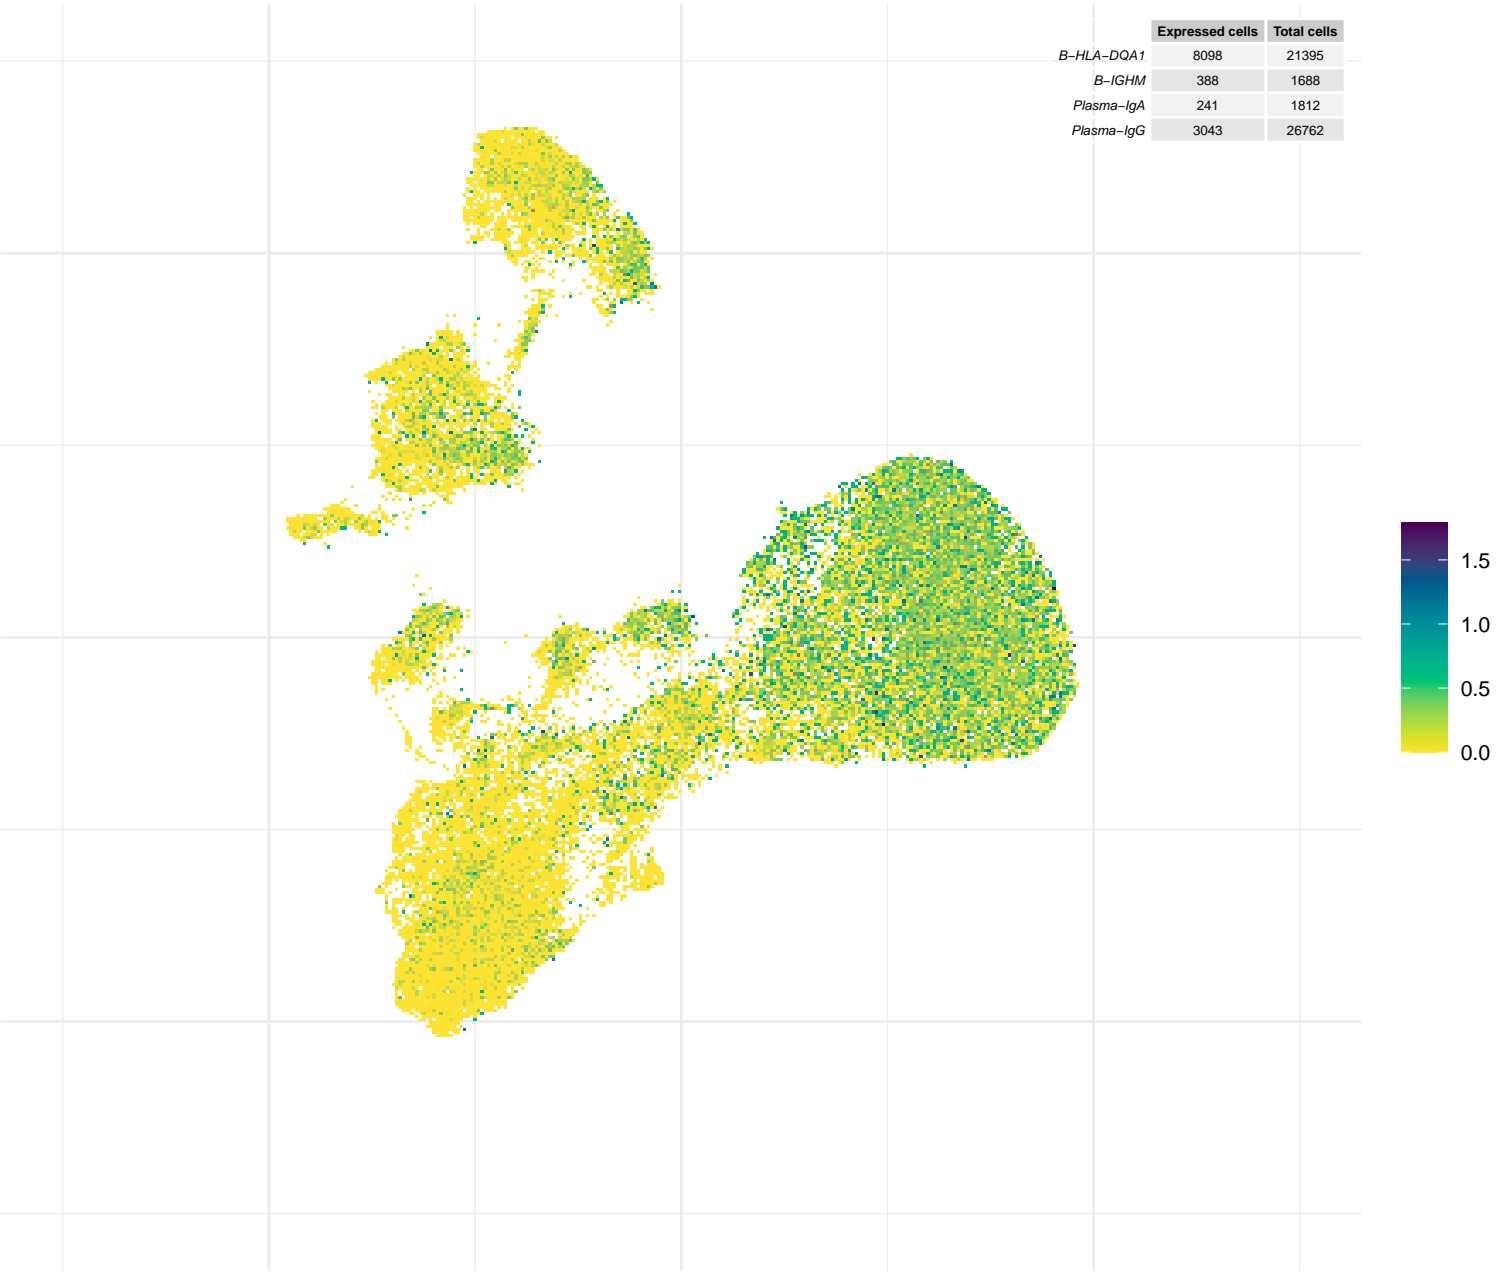 Expressed cells Total cells
B−HLA−DQA1 8098 21395
B−IGHM 388 1688
Plasma−IgA 241 1812
Plasma−IgG 3043 26762
1.5
1.0
0.5
0.0